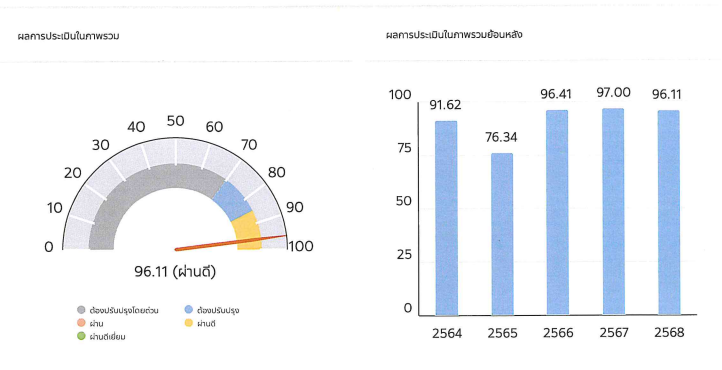 ผลการประเมินในภาพรวม
0
10
20
30
40
50
60
70
80
90
100
96.11 (ผ่านดี)
ต้องปรับปรุงโดยด่วน
ต้องปรับปรุง
ผ่าน
ผ่านดี
ผ่านดีเยี่ยม
ผลการประเมินในภาพรวมย้อนหลัง
100
75
50
25
0
91.62
76.34
96.41
97.00
96.11
2564 2565 2566 2567 2568